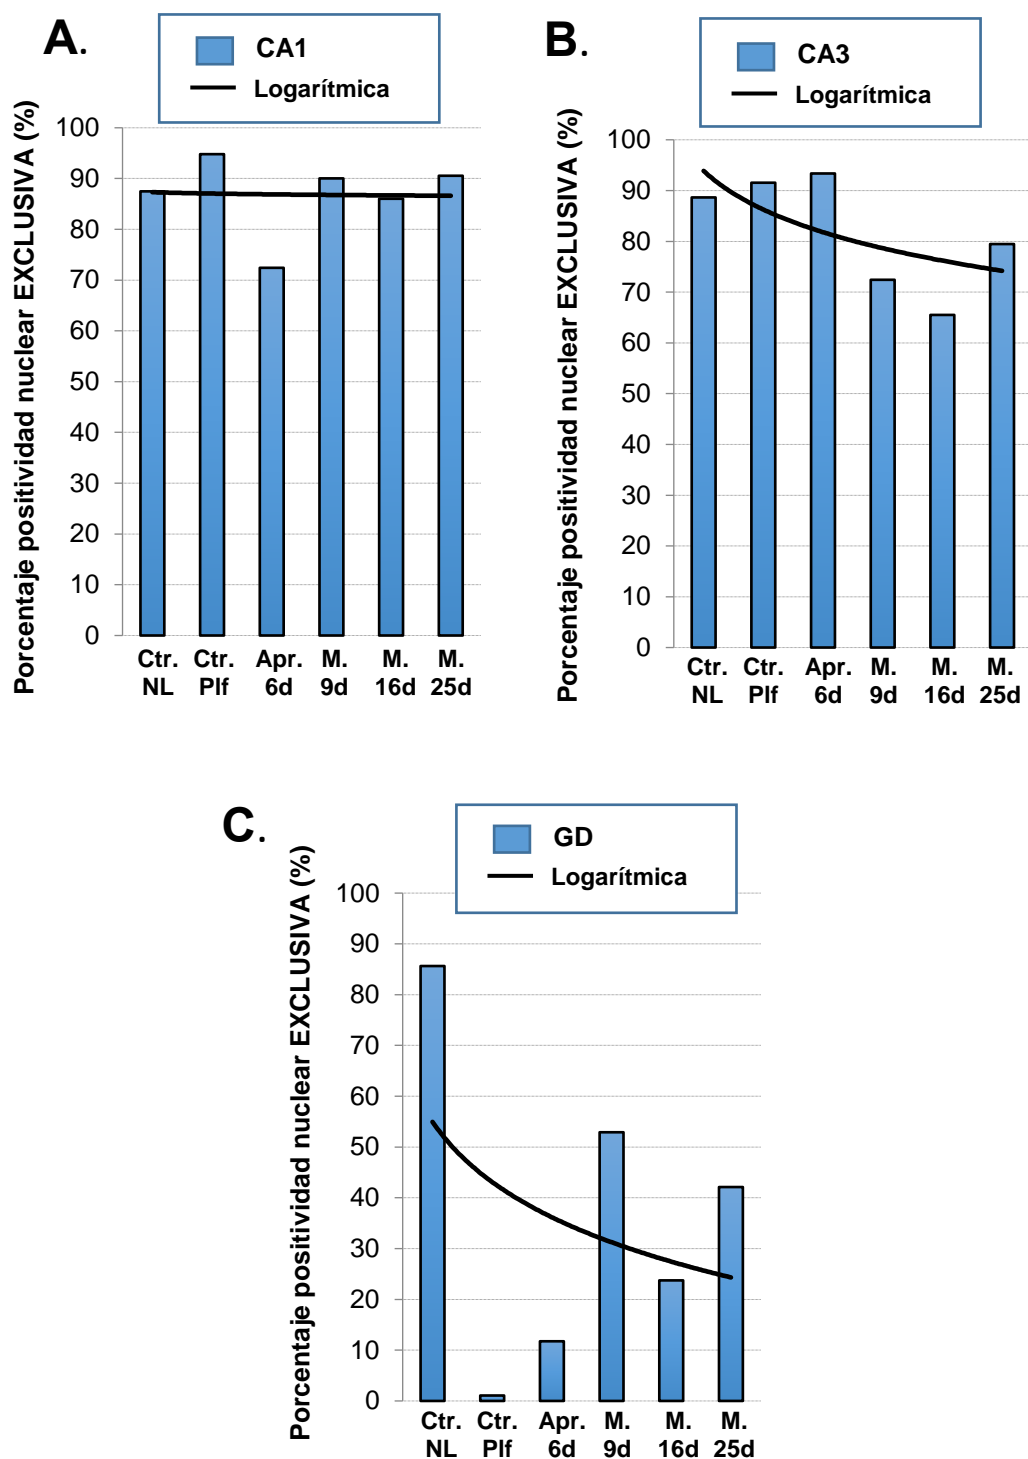 A.
CA1
Logarítmica
Porcentaje positividad nuclear EXCLUSIVA (%)
100
90
80
70
60
50
40
30
20
10
0
Ctr. NL
Ctr. Plf
Apr. 6d
M. 9d
M. 16d
M. 25d
B.
CA3
Logarítmica
Porcentaje positividad nuclear EXCLUSIVA (%)
100
90
80
70
60
50
40
30
20
10
0
Ctr. NL
Ctr. Plf
Apr. 6d
M. 9d
M. 16d
M. 25d
C.
GD
Logarítmica
Porcentaje positividad nuclear EXCLUSIVA (%)
100
90
80
70
60
50
40
30
20
10
0
Ctr. NL
Ctr. Plf
Apr. 6d
M. 9d
M. 16d
M. 25d